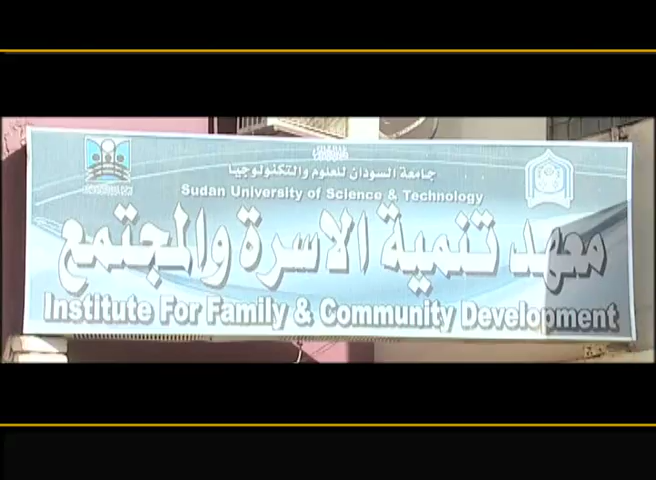 جامعة السودان للعلوم والتكنولوجيا
Sudan University of Science & Technology
معهد تنمية الاسرة والمجتمع
Institute For Family & Community Development